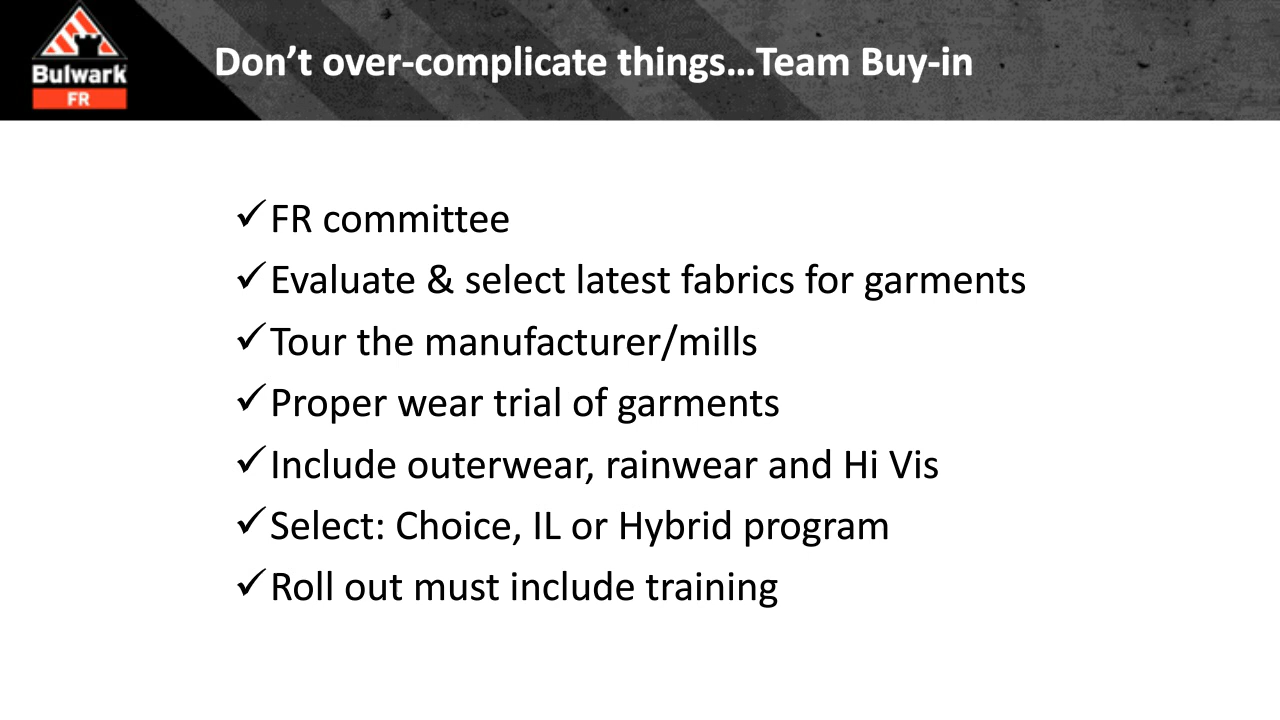 Bulwark
FR
Don’t over-complicate things…Team Buy-in
✓FR committee
✓Evaluate & select latest fabrics for garments
✓Tour the manufacturer/mills
✓Proper wear trial of garments
✓Include outerwear, rainwear and Hi Vis
✓Select: Choice, IL or Hybrid program
✓Roll out must include training